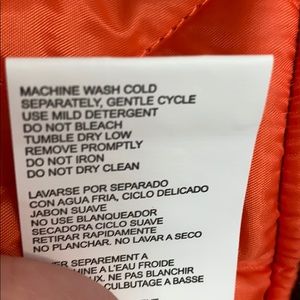 MACHINE WASH COLD
SEPARATELY, GENTLE CYCLE
USE MILD DETERGENT
DO NOT BLEACH
TUMBLE DRY LOW
REMOVE PROMPTLY
DO NOT IRON
DO NOT DRY CLEAN
LAVARSE POR SEPARADO
CON AGUA FRIA, CICLO DELICADO
JABON SUAVE
NO USE BLANQUEADOR
SECADORA CICLO SUAVE
RETIRAR RAPIDAMENTE
NO PLANCHAR. NO LAVAR A SECO
SEPAREMENT A
A L'EAU FROIDE
NE PAS BLANCHIR
CULBUTAGE A BASSE